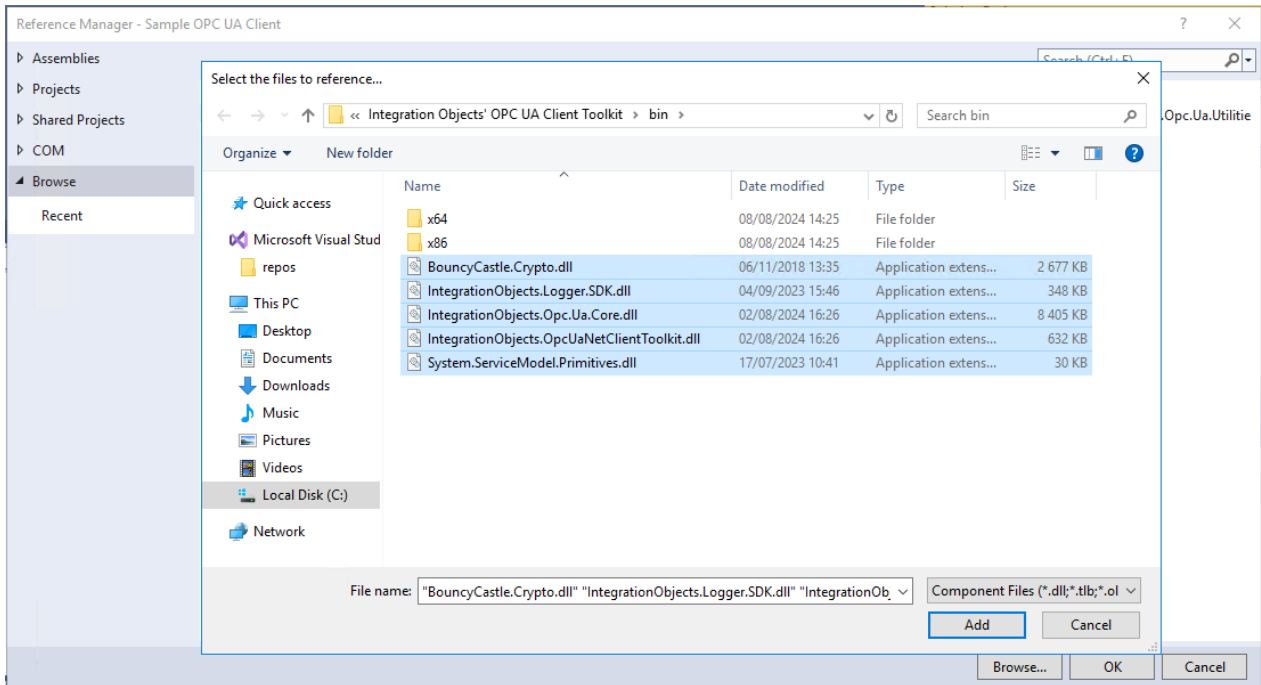 Reference Manager - Sample OPC UA Client ?
Assemblies
Projects
Shared Projects
COM
Browse
Recent
Search (Ctrl+E)
.Opc.Ua.Utilitie
Select the files to reference...
« Integration Objects' OPC UA Client Toolkit > bin >
Search bin
Organize New folder ?
Quick access
Microsoft Visual Stud
repos
This PC
Desktop
Documents
Downloads
Music
Pictures
Videos
Local Disk (C:)
Network
Name Date modified Type Size
x64 08/08/2024 14:25 File folder
x86 08/08/2024 14:25 File folder
BouncyCastle.Crypto.dll 06/11/2018 13:35 Application extens... 2 677 KB
IntegrationObjects.Logger.SDK.dll 04/09/2023 15:46 Application extens... 348 KB
IntegrationObjects.Opc.Ua.Core.dll 02/08/2024 16:26 Application extens... 8 405 KB
IntegrationObjects.OpcUaNetClientToolkit.dll 02/08/2024 16:26 Application extens... 632 KB
System.ServiceModel.Primitives.dll 17/07/2023 10:41 Application extens... 30 KB
File name: "BouncyCastle.Crypto.dll" "IntegrationObjects.Logger.SDK.dll" "IntegrationObj
Component Files (*.dll;*.tlb;*.ol
Add Cancel
Browse... OK Cancel